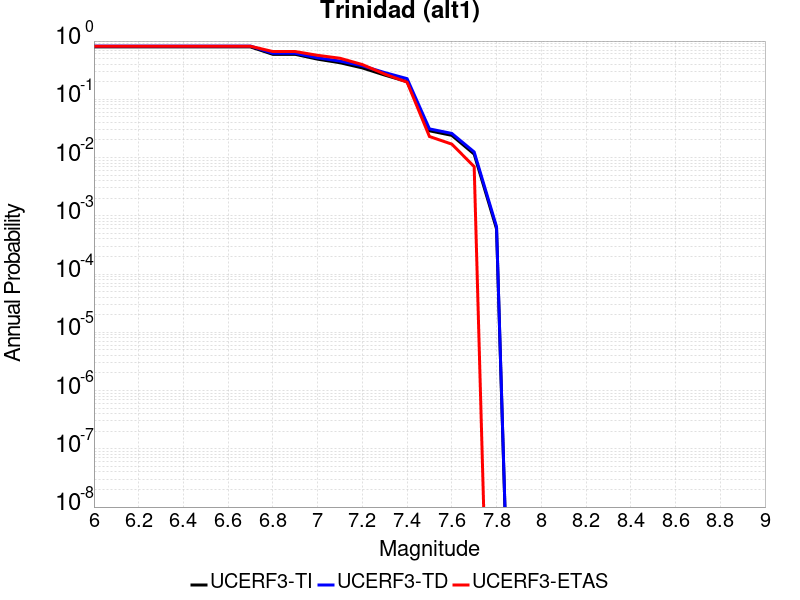 Trinidad (alt1)
10^0
10^-1
10^-2
10^-3
10^-4
10^-5
10^-6
10^-7
10^-8
Annual Probability
6 6.2 6.4 6.6 6.8 7 7.2 7.4 7.6 7.8 8 8.2 8.4 8.6 8.8 9
Magnitude
UCERF3-TI UCERF3-TD UCERF3-ETAS